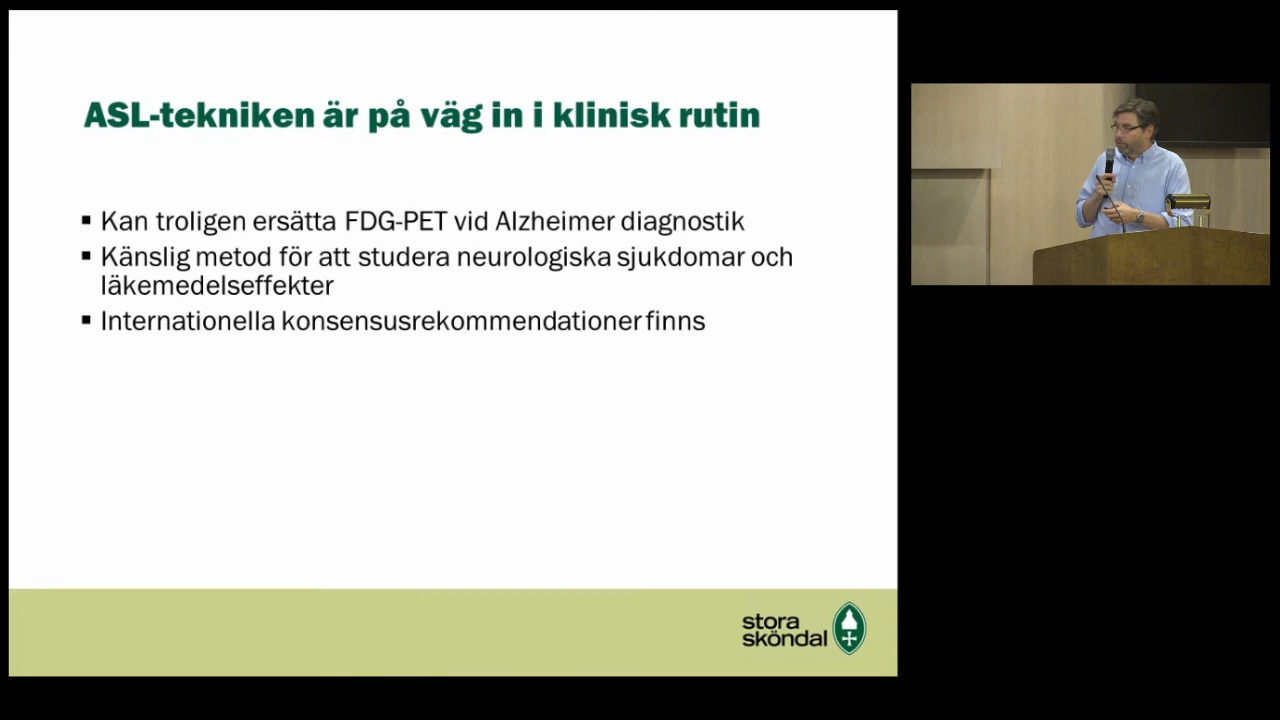 ASL-tekniken är på väg in i klinisk rutin
▪ Kan troligen ersätta FDG-PET vid Alzheimer diagnostik
▪ Känslig metod för att studera neurologiska sjukdomar och
läkemedelseffekter
▪ Internationella konsensusrekommendationer finns
stora
sköndal